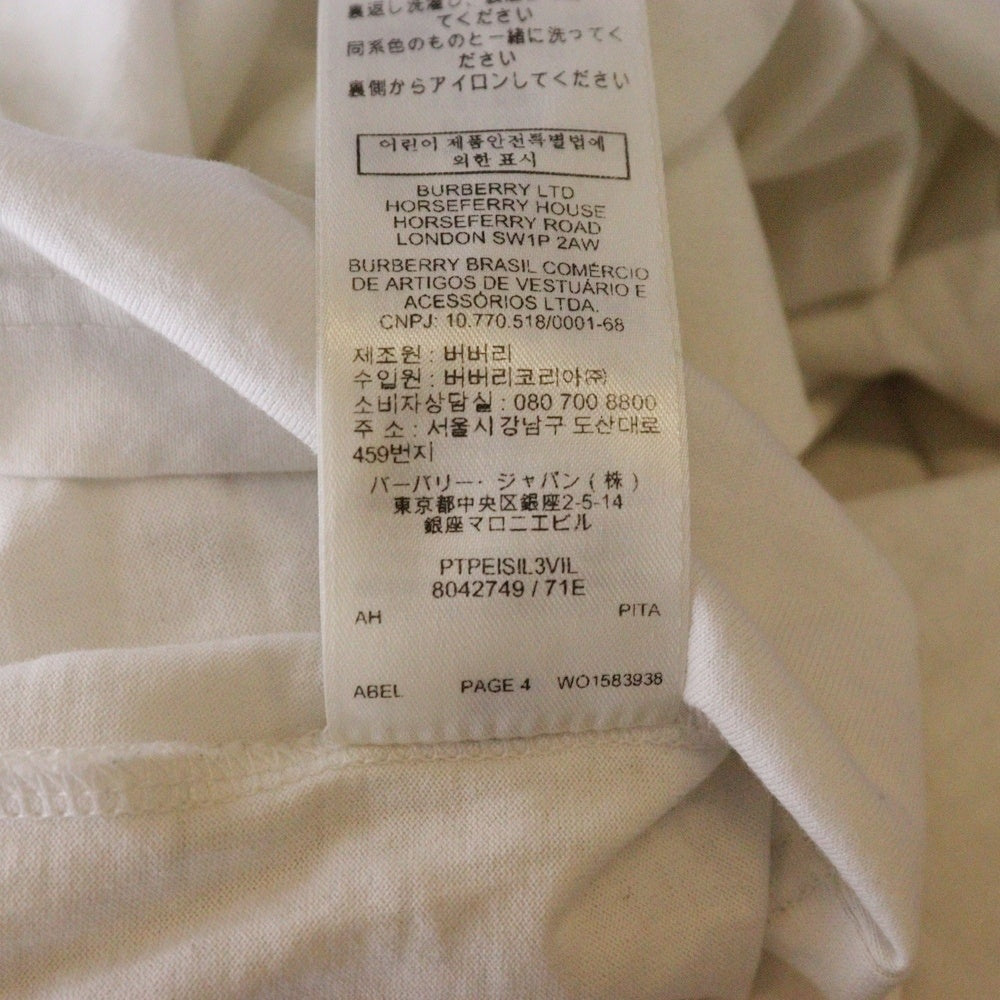 裏返し洗濯し、
てください
同系色のものと一緒に洗ってく
ださい
裏側からアイロンしてください
어린이 제품안전특별법에
의한 표시
BURBERRY LTD
HORSEFERRY HOUSE
HORSEFERRY ROAD
LONDON SW1P 2AW
BURBERRY BRASIL COMÉRCIO
DE ARTIGOS DE VESTUÁRIO E
ACESSÓRIOS LTDA.
CNPJ: 10.770.518/0001-68
제조원 : 버버리
수입원 : 버버리코리아㈜
소비자상담실 : 080 700 8800
주 소 : 서울시강남구 도산대로
459번지
バーバリー・ジャパン ( 株 )
東京都中央区銀座2-5-14
銀座マロニエビル
PTPEISIL3VIL
8042749 / 71E
AH PITA
ABEL PAGE 4 WO1583938